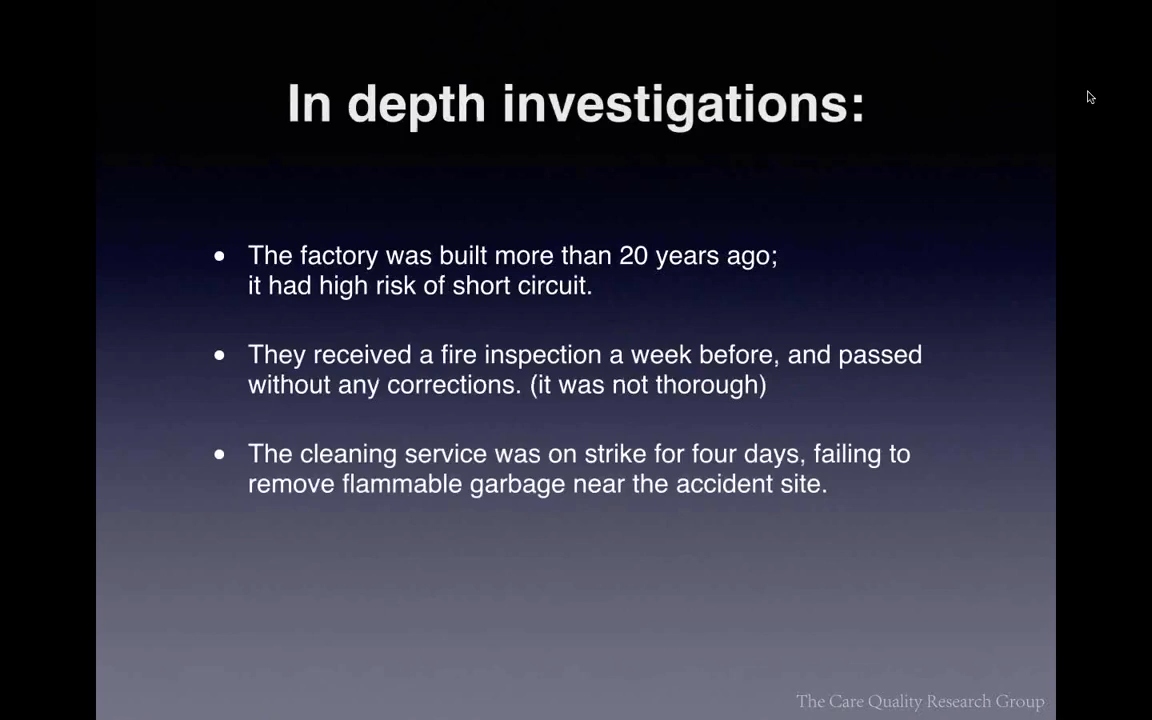 In depth investigations:
• The factory was built more than 20 years ago;
it had high risk of short circuit.
• They received a fire inspection a week before, and passed
without any corrections. (it was not thorough)
• The cleaning service was on strike for four days, failing to
remove flammable garbage near the accident site.
The Care Quality Research Group